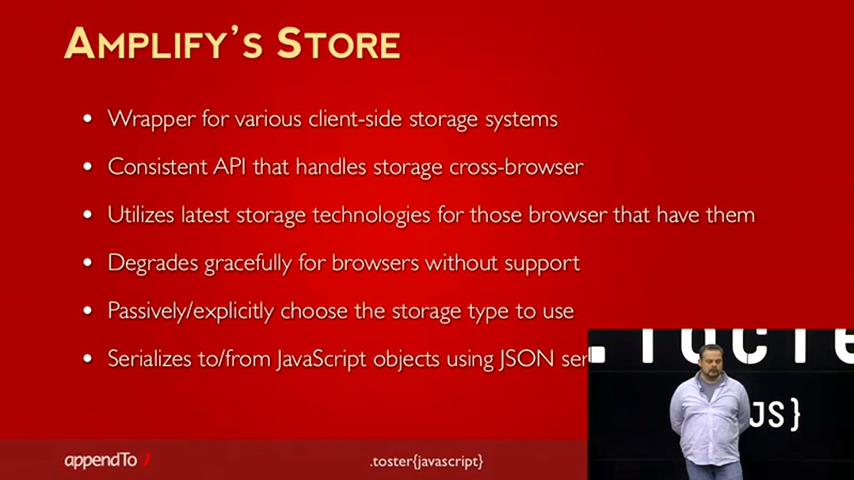 AMPLIFY'S STORE
• Wrapper for various client-side storage systems
• Consistent API that handles storage cross-browser
• Utilizes latest storage technologies for those browser that have them
• Degrades gracefully for browsers without support
• Passively/explicitly choose the storage type to use
• Serializes to/from JavaScript objects using JSON ser
JS}
appendTo
.toster{javascript}